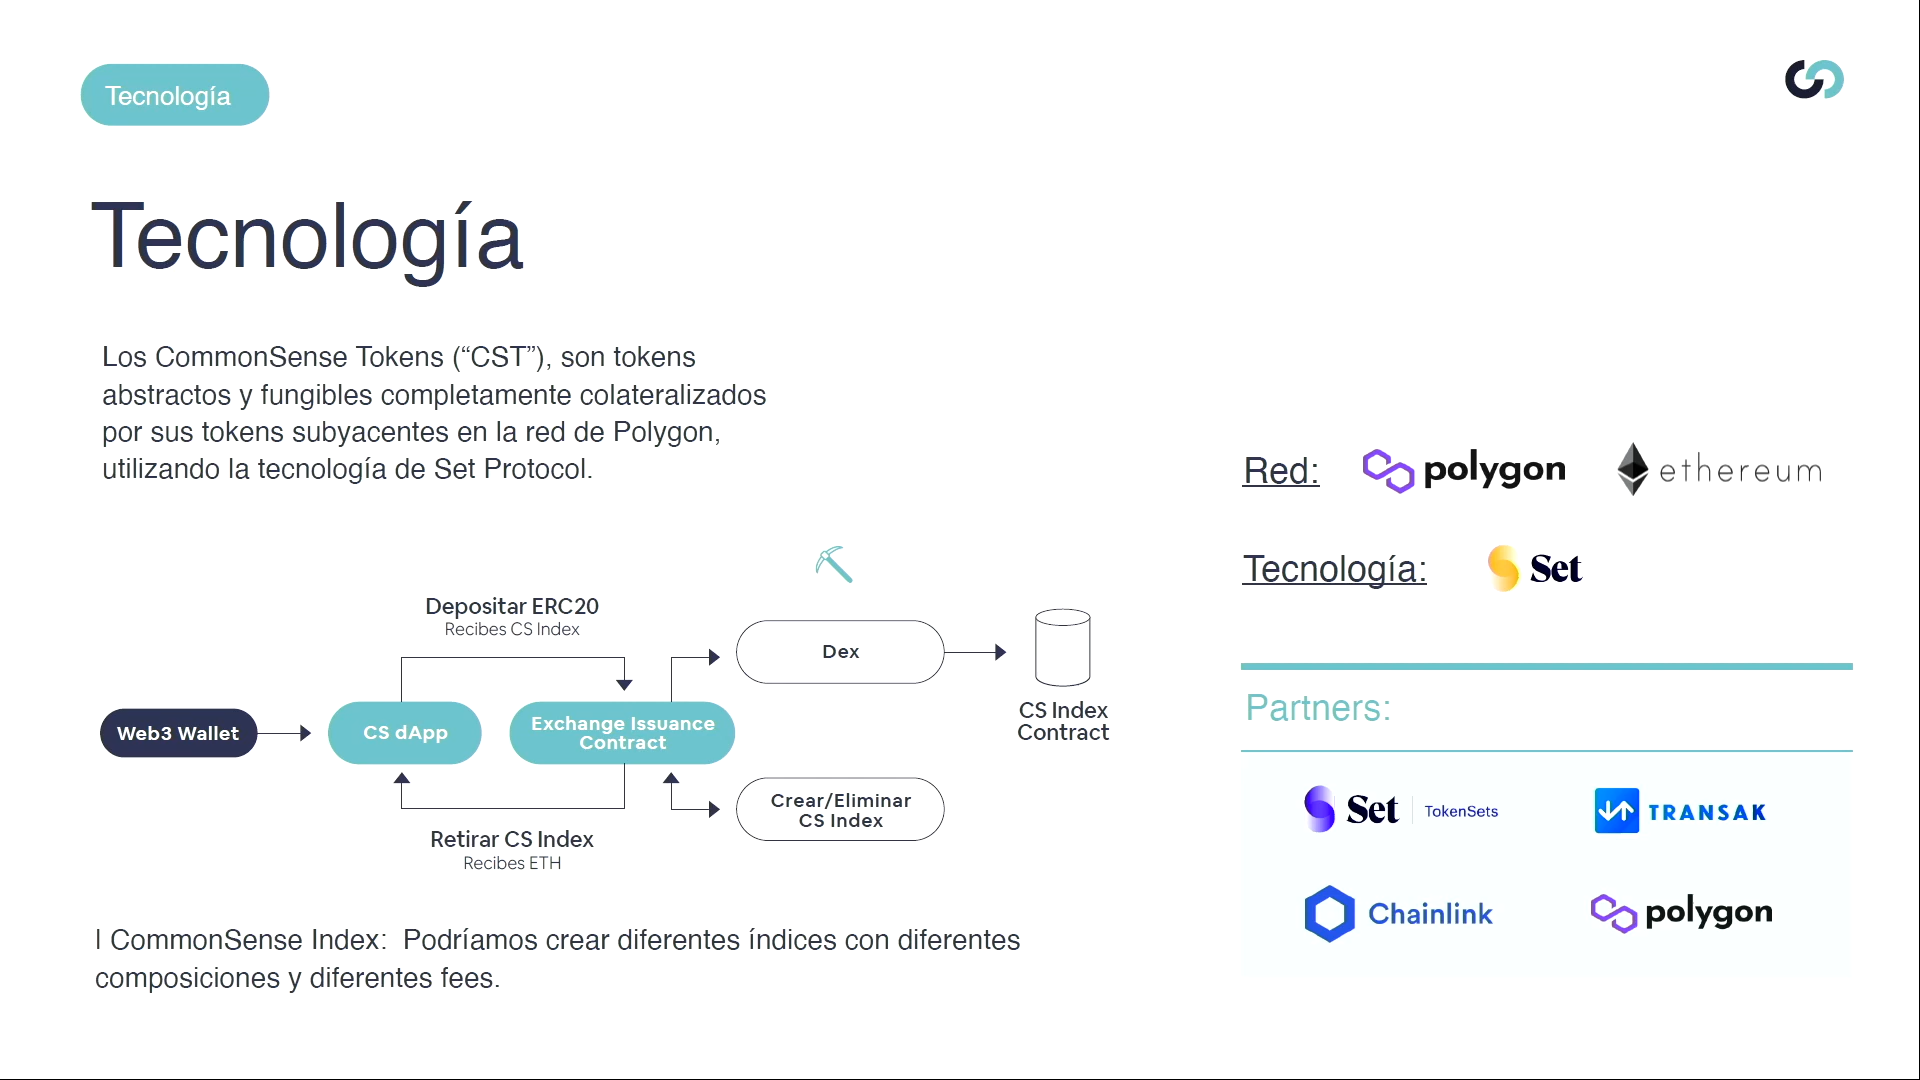 Tecnología
Tecnología
Los CommonSense Tokens (“CST”), son tokens
abstractos y fungibles completamente colateralizados
por sus tokens subyacentes en la red de Polygon,
utilizando la tecnología de Set Protocol.
Depositar ERC20
Recibes CS Index
Web3 Wallet
CS dApp
Exchange Issuance
Contract
Dex
CS Index
Contract
Crear/Eliminar
CS Index
Retirar CS Index
Recibes ETH
| CommonSense Index:  Podríamos crear diferentes índices con diferentes
composiciones y diferentes fees.
Red: polygon ethereum
Tecnología: Set
Partners:
Set | TokenSets
TRANSAK
Chainlink
polygon